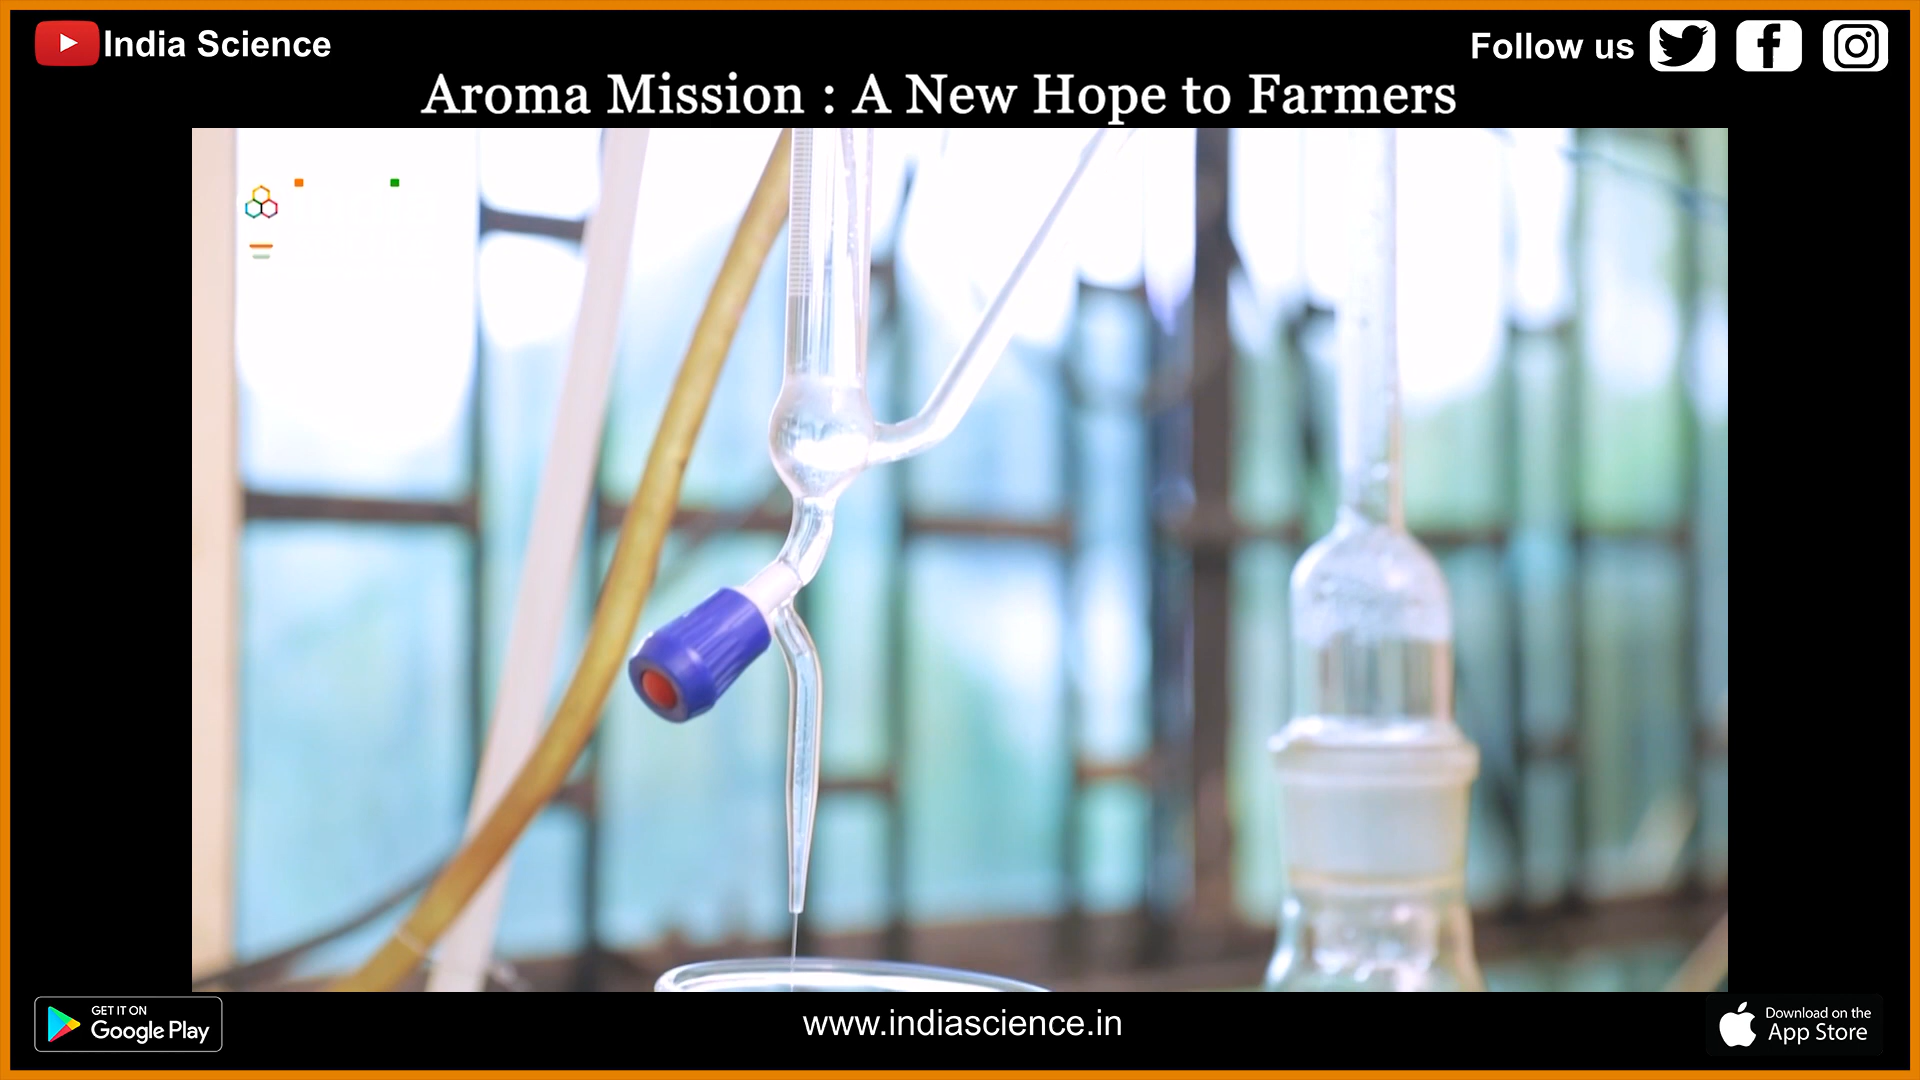 India Science
Follow us
Aroma Mission : A New Hope to Farmers
GET IT ON
Google Play
www.indiascience.in
Download on the
App Store